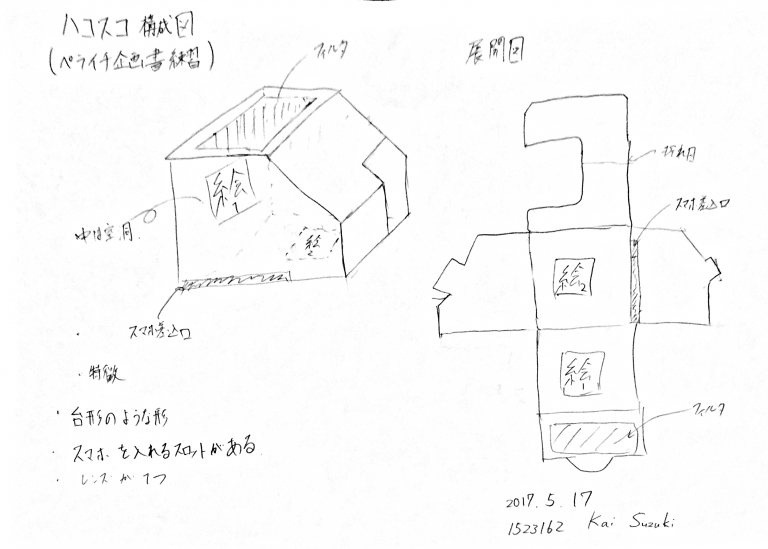 ハコスコ 構成図
(ペライチ企画書練習)
フィルタ
絵
1
中は空洞
絵
2
スマホ差込口
・特徴
・台形のような形
・スマホを入れるスロットがある
・レンズが1つ
展開図
折れ目
スマホ差込口
絵
2
絵
1
フィルタ
2017.5.17
1523162 Kai Suzuki